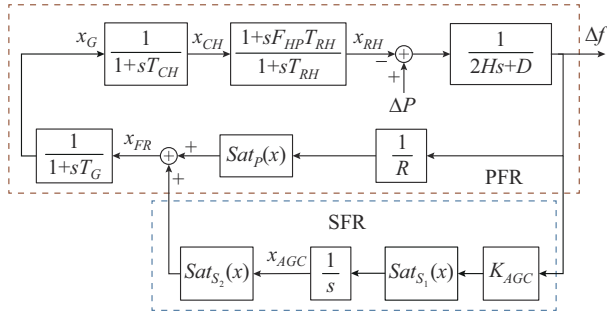 x_G
1
1+sT_CH
x_CH
1+sF_HP T_RH
1+sT_RH
x_RH
−
+
+
ΔP
1
2Hs+D
Δf
1
1+sT_G
x_FR
+
+
+
Sat_P(x)
1
R
PFR
SFR
Sat_S₂(x)
x_AGC
1
s
Sat_S₁(x)
K_AGC